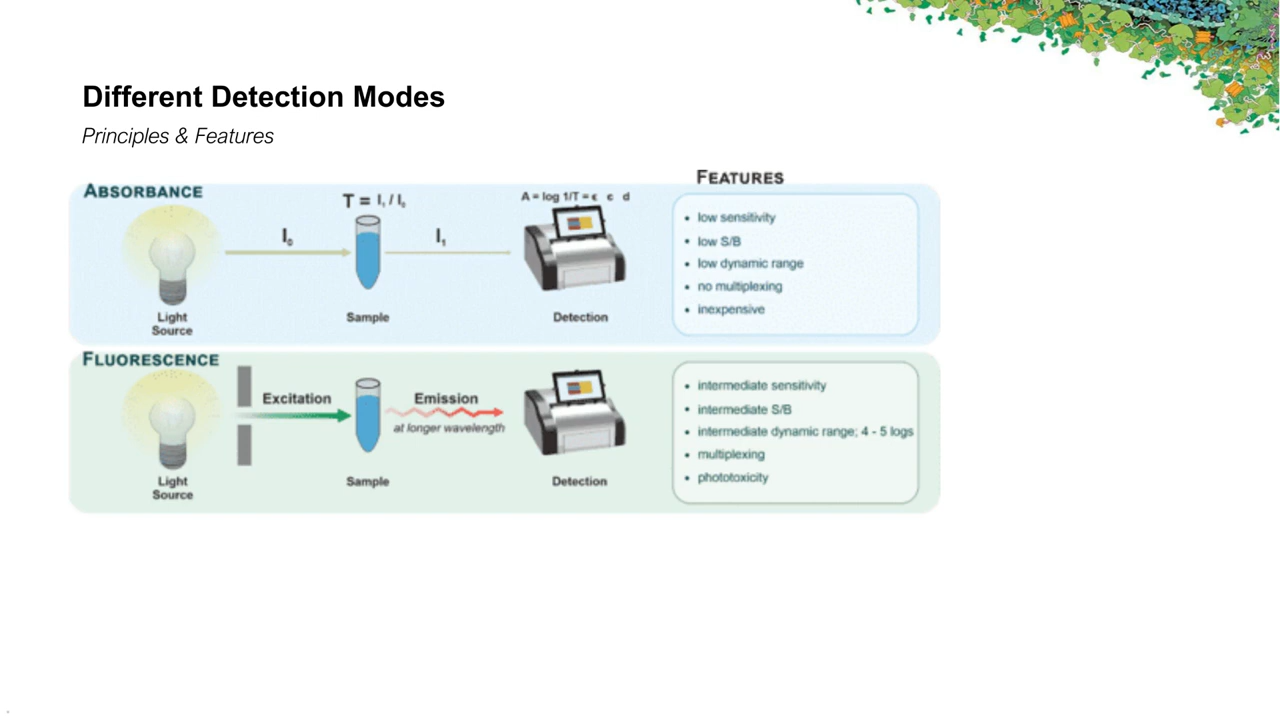 Different Detection Modes
Principles & Features
FEATURES
ABSORBANCE
T = I₁ / I₀
A = log 1/T = ϵ c d
I₀
I₁
Light
Source
Sample
Detection
• low sensitivity
• low S/B
• low dynamic range
• no multiplexing
• inexpensive
FLUORESCENCE
Excitation
Emission
at longer wavelength
Light
Source
Sample
Detection
• intermediate sensitivity
• intermediate S/B
• intermediate dynamic range; 4 - 5 logs
• multiplexing
• phototoxicity